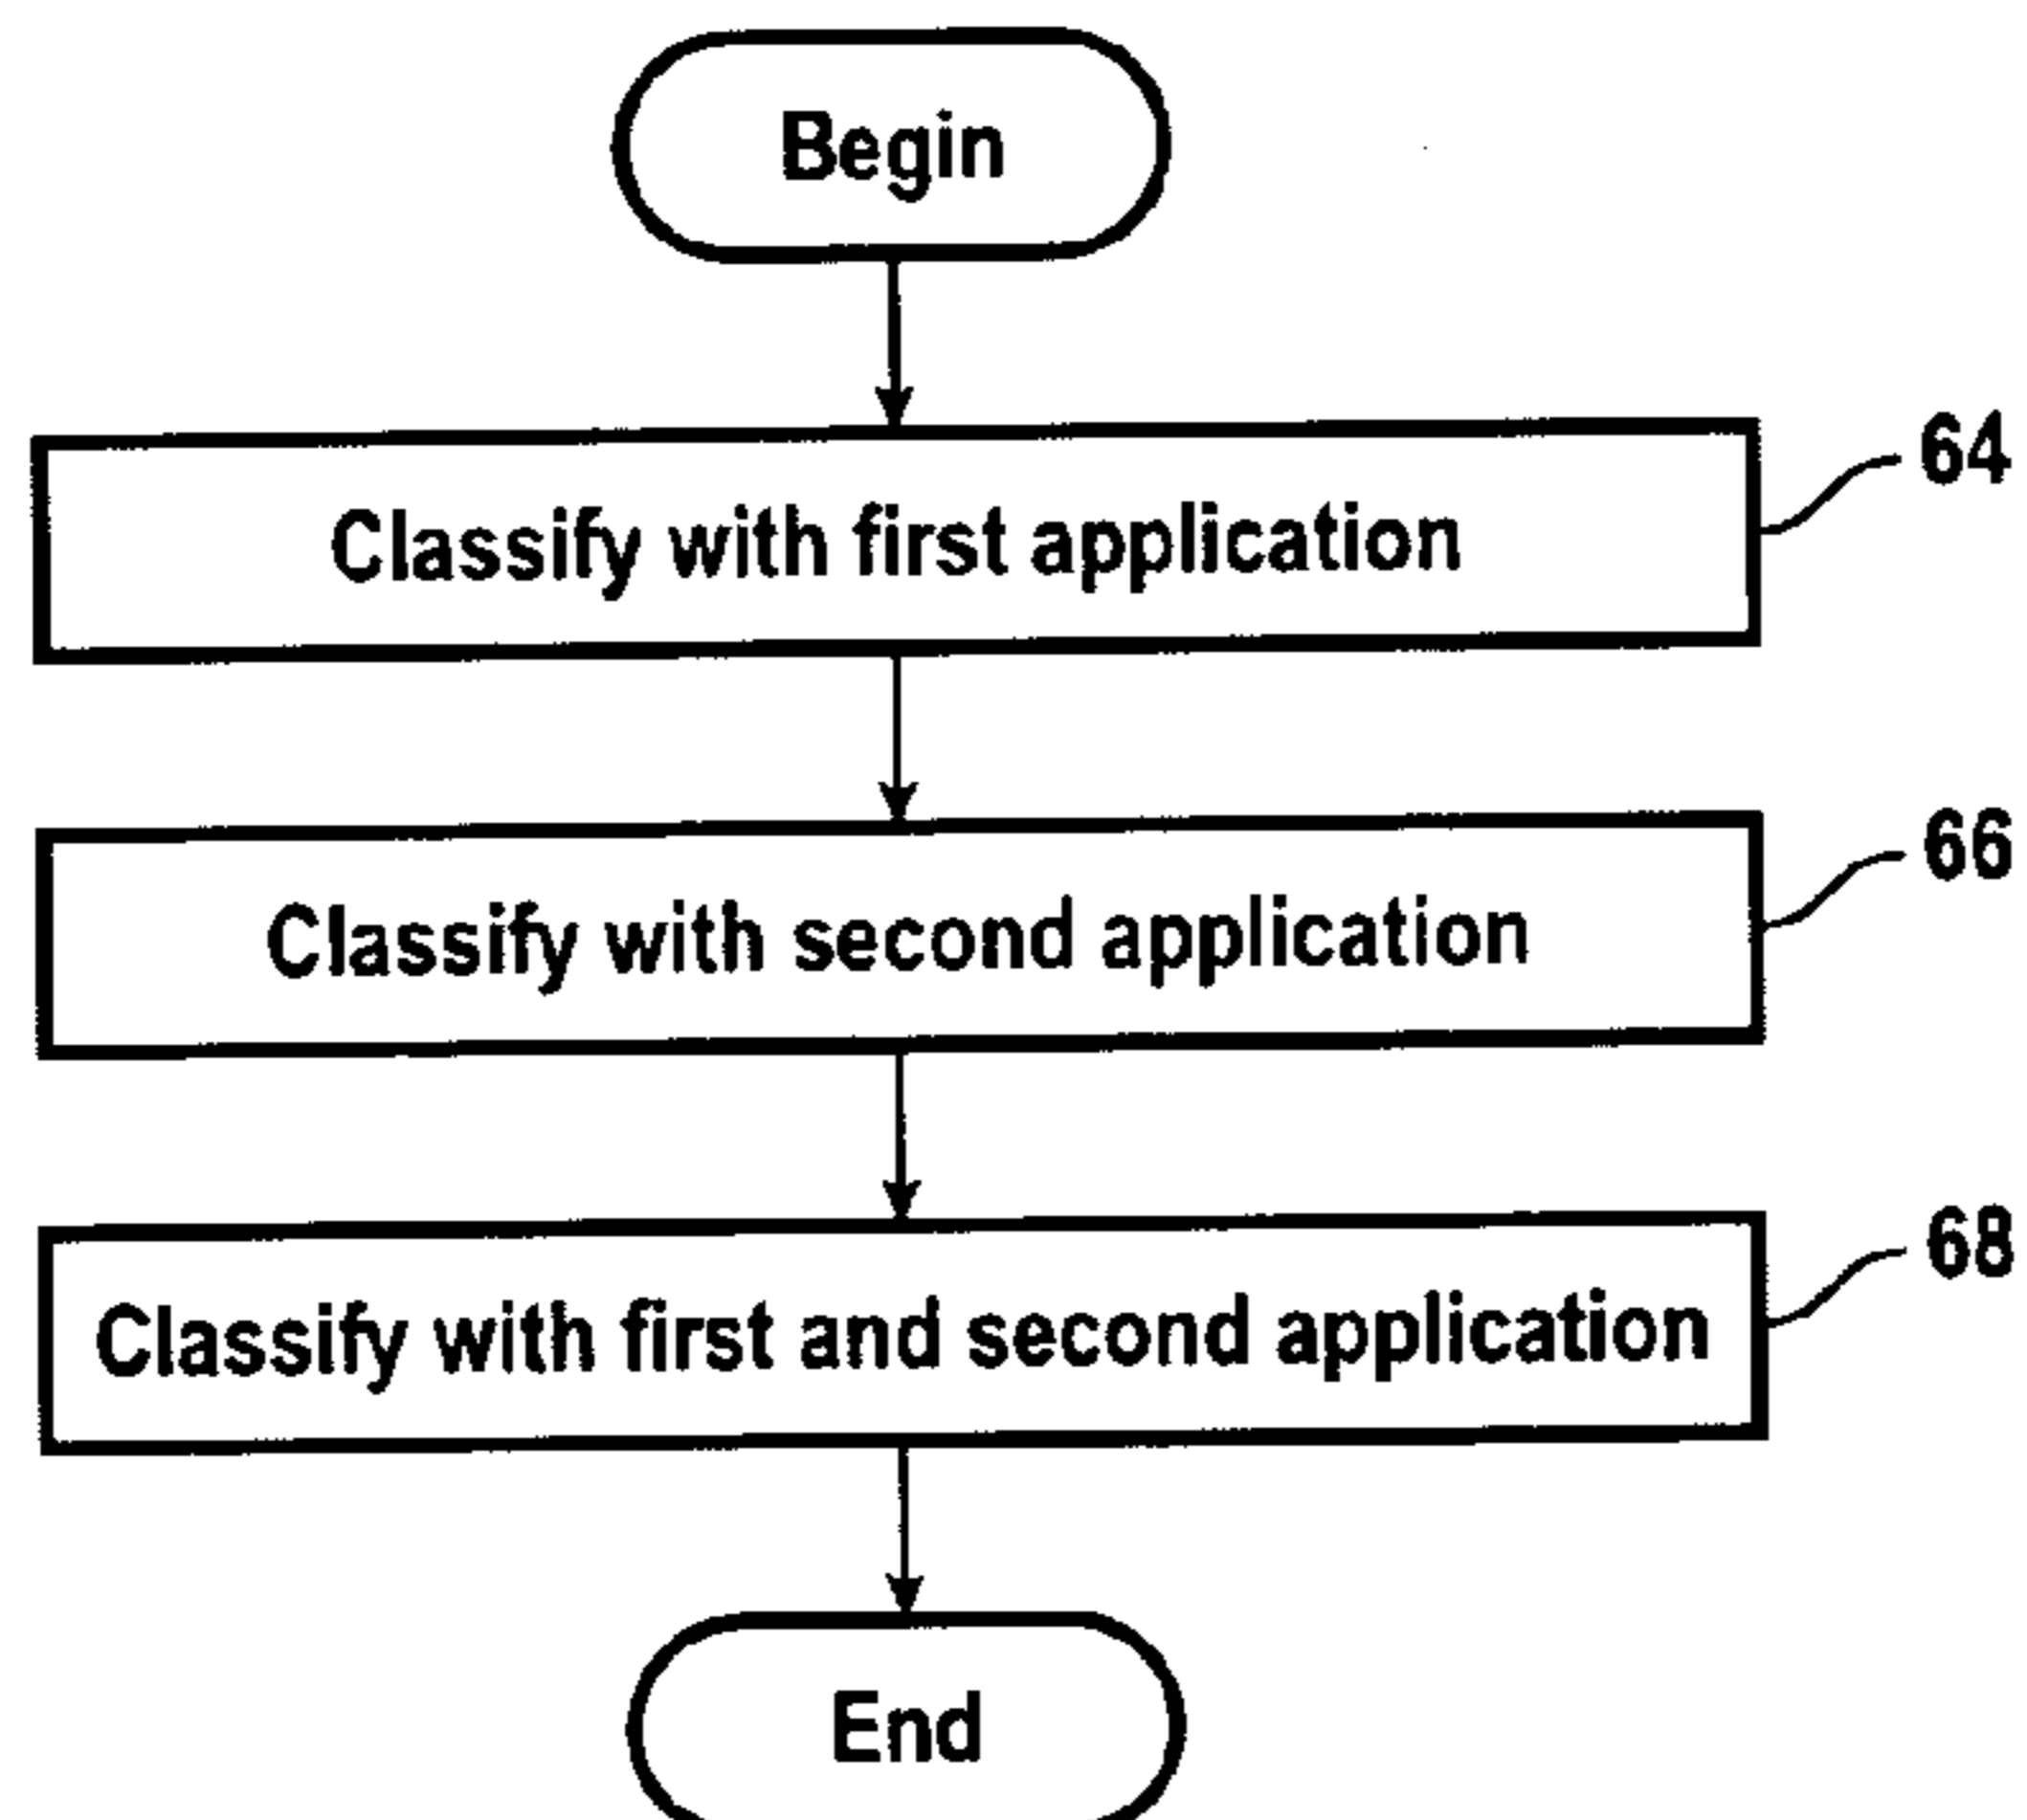 Begin
Classify with first application
64
Classify with second application
66
Classify with first and second application
68
End